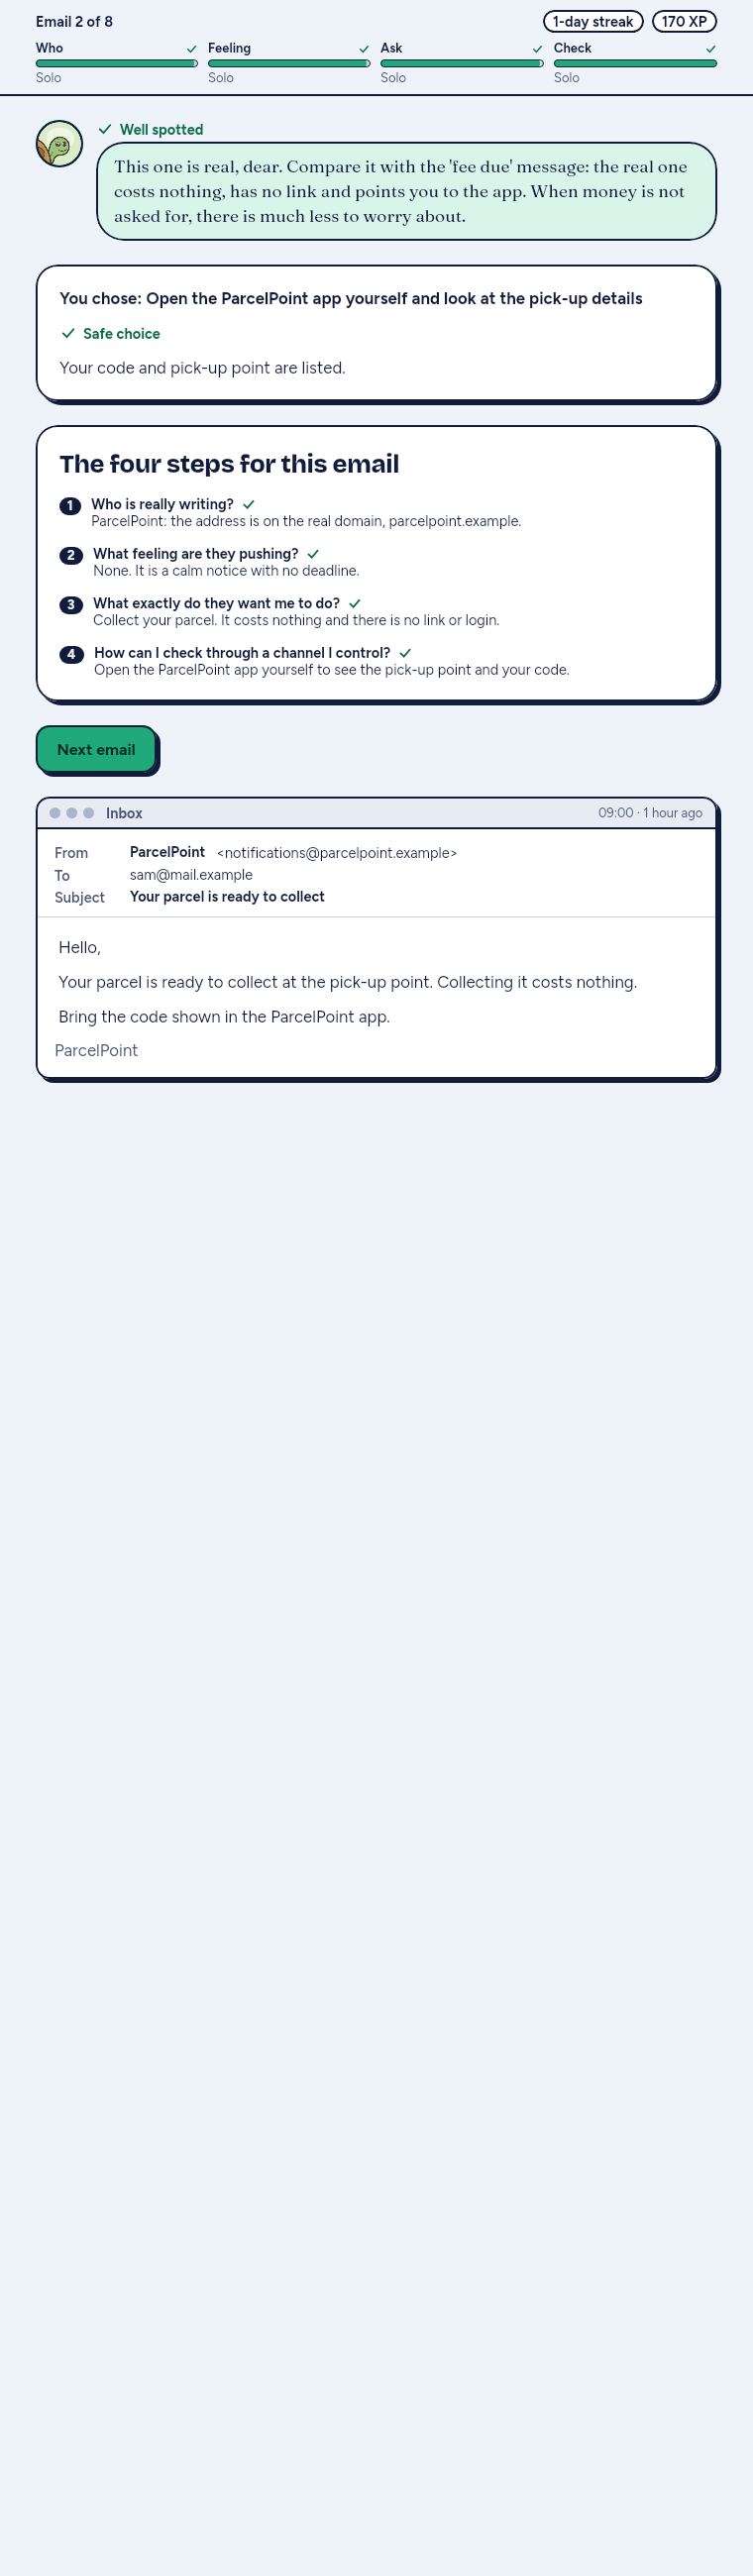 Email 2 of 8
1-day streak
170 XP
Who
Feeling
Ask
Check
Solo
Solo
Solo
Solo
Well spotted
This one is real, dear. Compare it with the 'fee due' message: the real one
costs nothing, has no link and points you to the app. When money is not
asked for, there is much less to worry about.
You chose: Open the ParcelPoint app yourself and look at the pick-up details
Safe choice
Your code and pick-up point are listed.
The four steps for this email
1 Who is really writing?
ParcelPoint: the address is on the real domain, parcelpoint.example.
2 What feeling are they pushing?
None. It is a calm notice with no deadline.
3 What exactly do they want me to do?
Collect your parcel. It costs nothing and there is no link or login.
4 How can I check through a channel I control?
Open the ParcelPoint app yourself to see the pick-up point and your code.
Next email
Inbox
09:00 · 1 hour ago
From ParcelPoint <notifications@parcelpoint.example>
To sam@mail.example
Subject Your parcel is ready to collect
Hello,
Your parcel is ready to collect at the pick-up point. Collecting it costs nothing.
Bring the code shown in the ParcelPoint app.
ParcelPoint